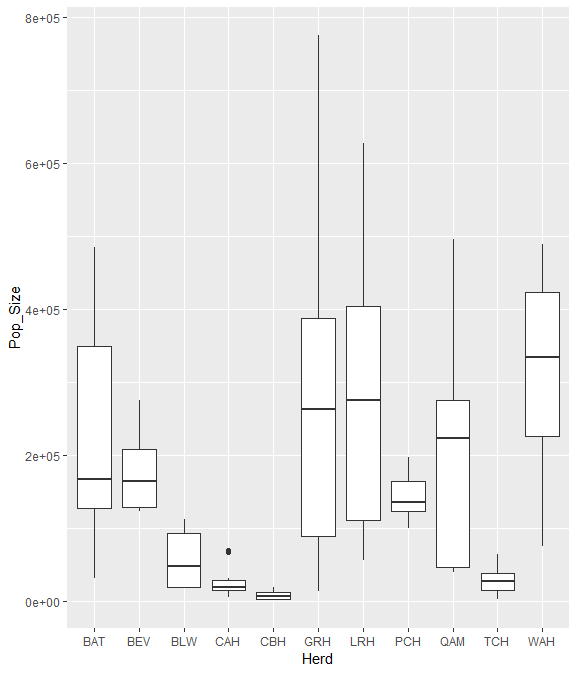 Pop_Size
8e+05
6e+05
4e+05
2e+05
0e+00
BAT BEV BLW CAH CBH GRH LRH PCH QAM TCH WAH
Herd